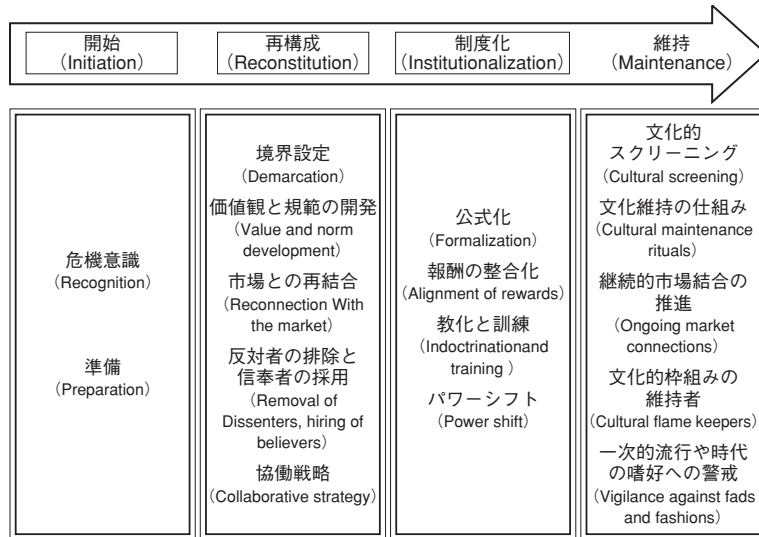 開始
（Initiation）
再構成
（Reconstitution）
制度化
（Institutionalization）
維持
（Maintenance）
危機意識
（Recognition）
準備
（Preparation）
境界設定
（Demarcation）
価値観と規範の開発
（Value and norm
development）
市場との再結合
（Reconnection With
the market）
反対者の排除と
信奉者の採用
（Removal of
Dissenters, hiring of
believers）
協働戦略
（Collaborative strategy）
公式化
（Formalization）
報酬の整合化
（Alignment of rewards）
教化と訓練
（Indoctrinationand
training ）
パワーシフト
（Power shift）
文化的
スクリーニング
（Cultural screening）
文化維持の仕組み
（Cultural maintenance
rituals）
継続的市場結合の
推進
（Ongoing market
connections）
文化的枠組みの
維持者
（Cultural flame keepers）
一次的流行や時代
の嗜好への警戒
（Vigilance against fads
and fashions）